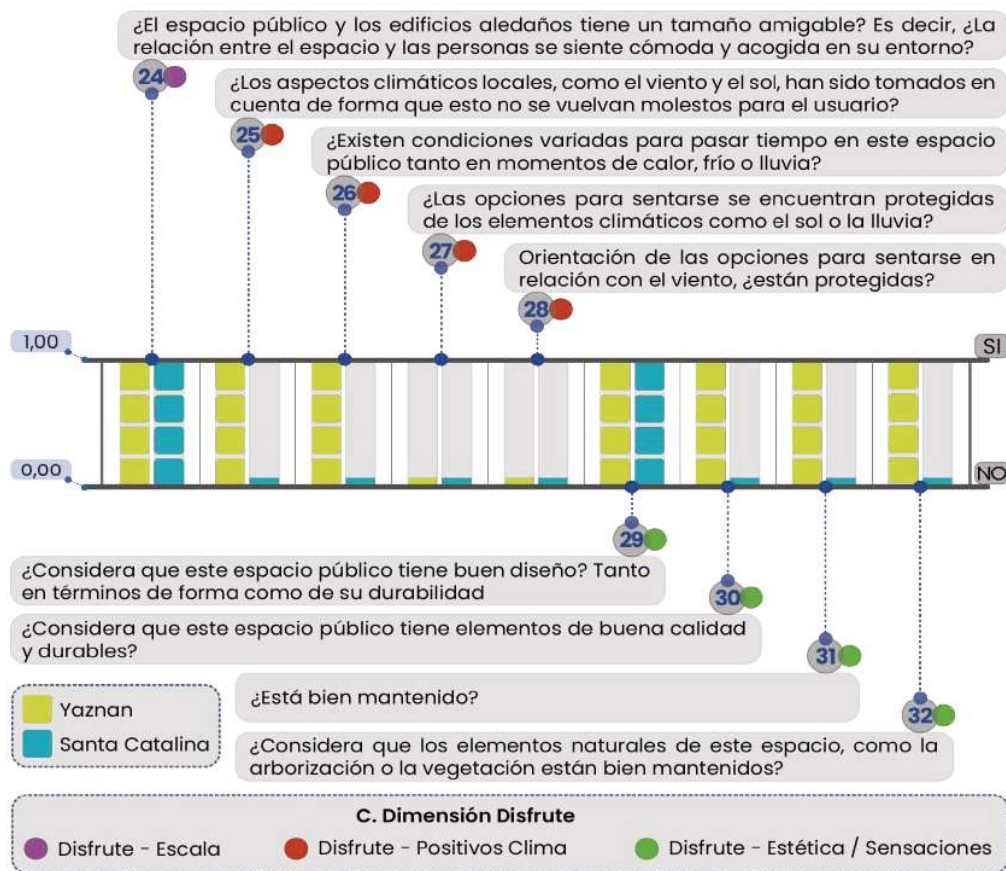 ¿El espacio público y los edificios aledaños tiene un tamaño amigable? Es decir, ¿La
relación entre el espacio y las personas se siente cómoda y acogida en su entorno?
24
¿Los aspectos climáticos locales, como el viento y el sol, han sido tomados en
cuenta de forma que esto no se vuelvan molestos para el usuario?
25
¿Existen condiciones variadas para pasar tiempo en este espacio
público tanto en momentos de calor, frío o lluvia?
26
¿Las opciones para sentarse se encuentran protegidas
de los elementos climáticos como el sol o la lluvia?
27
Orientación de las opciones para sentarse en
relación con el viento, ¿están protegidas?
28
1,00
SI
0,00
NO
29
¿Considera que este espacio público tiene buen diseño? Tanto
en términos de forma como de su durabilidad
30
¿Considera que este espacio público tiene elementos de buena calidad
y durables?
31
¿Está bien mantenido?
32
¿Considera que los elementos naturales de este espacio, como la
arborización o la vegetación están bien mantenidos?
Yaznan
Santa Catalina
C. Dimensión Disfrute
Disfrute - Escala
Disfrute - Positivos Clima
Disfrute - Estética / Sensaciones